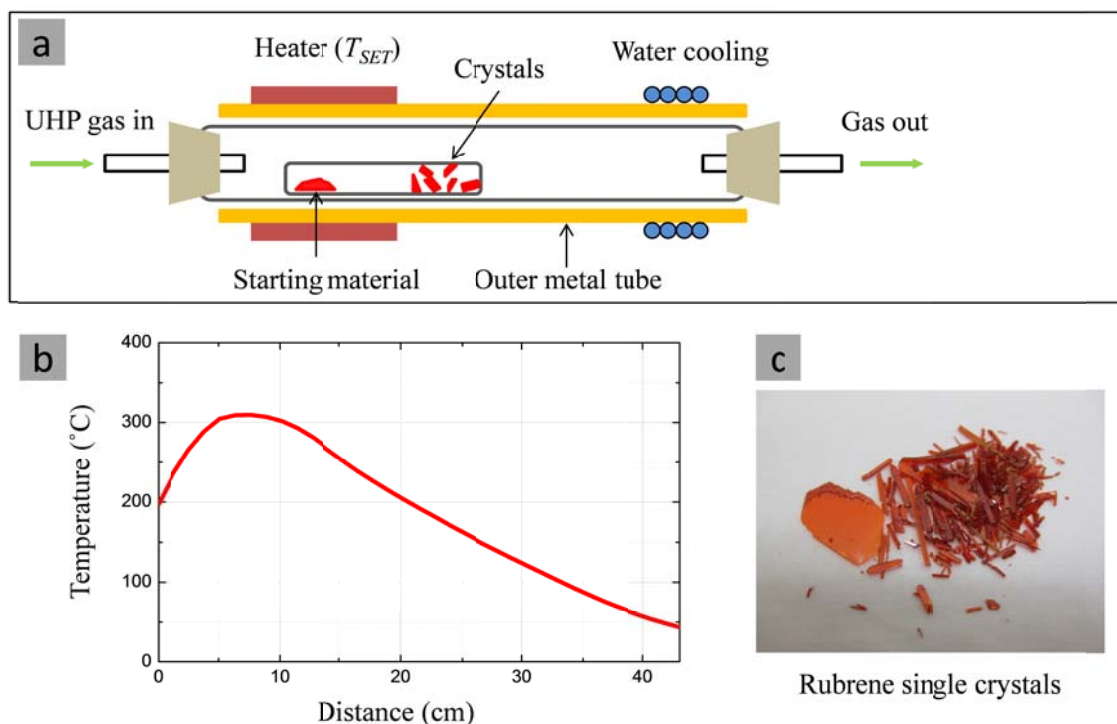 a
Heater (T_SET)
Crystals
Water cooling
UHP gas in
Gas out
Starting material
Outer metal tube
b
400
300
200
100
0
0
10
20
30
40
Temperature (˚C)
Distance (cm)
c
Rubrene single crystals